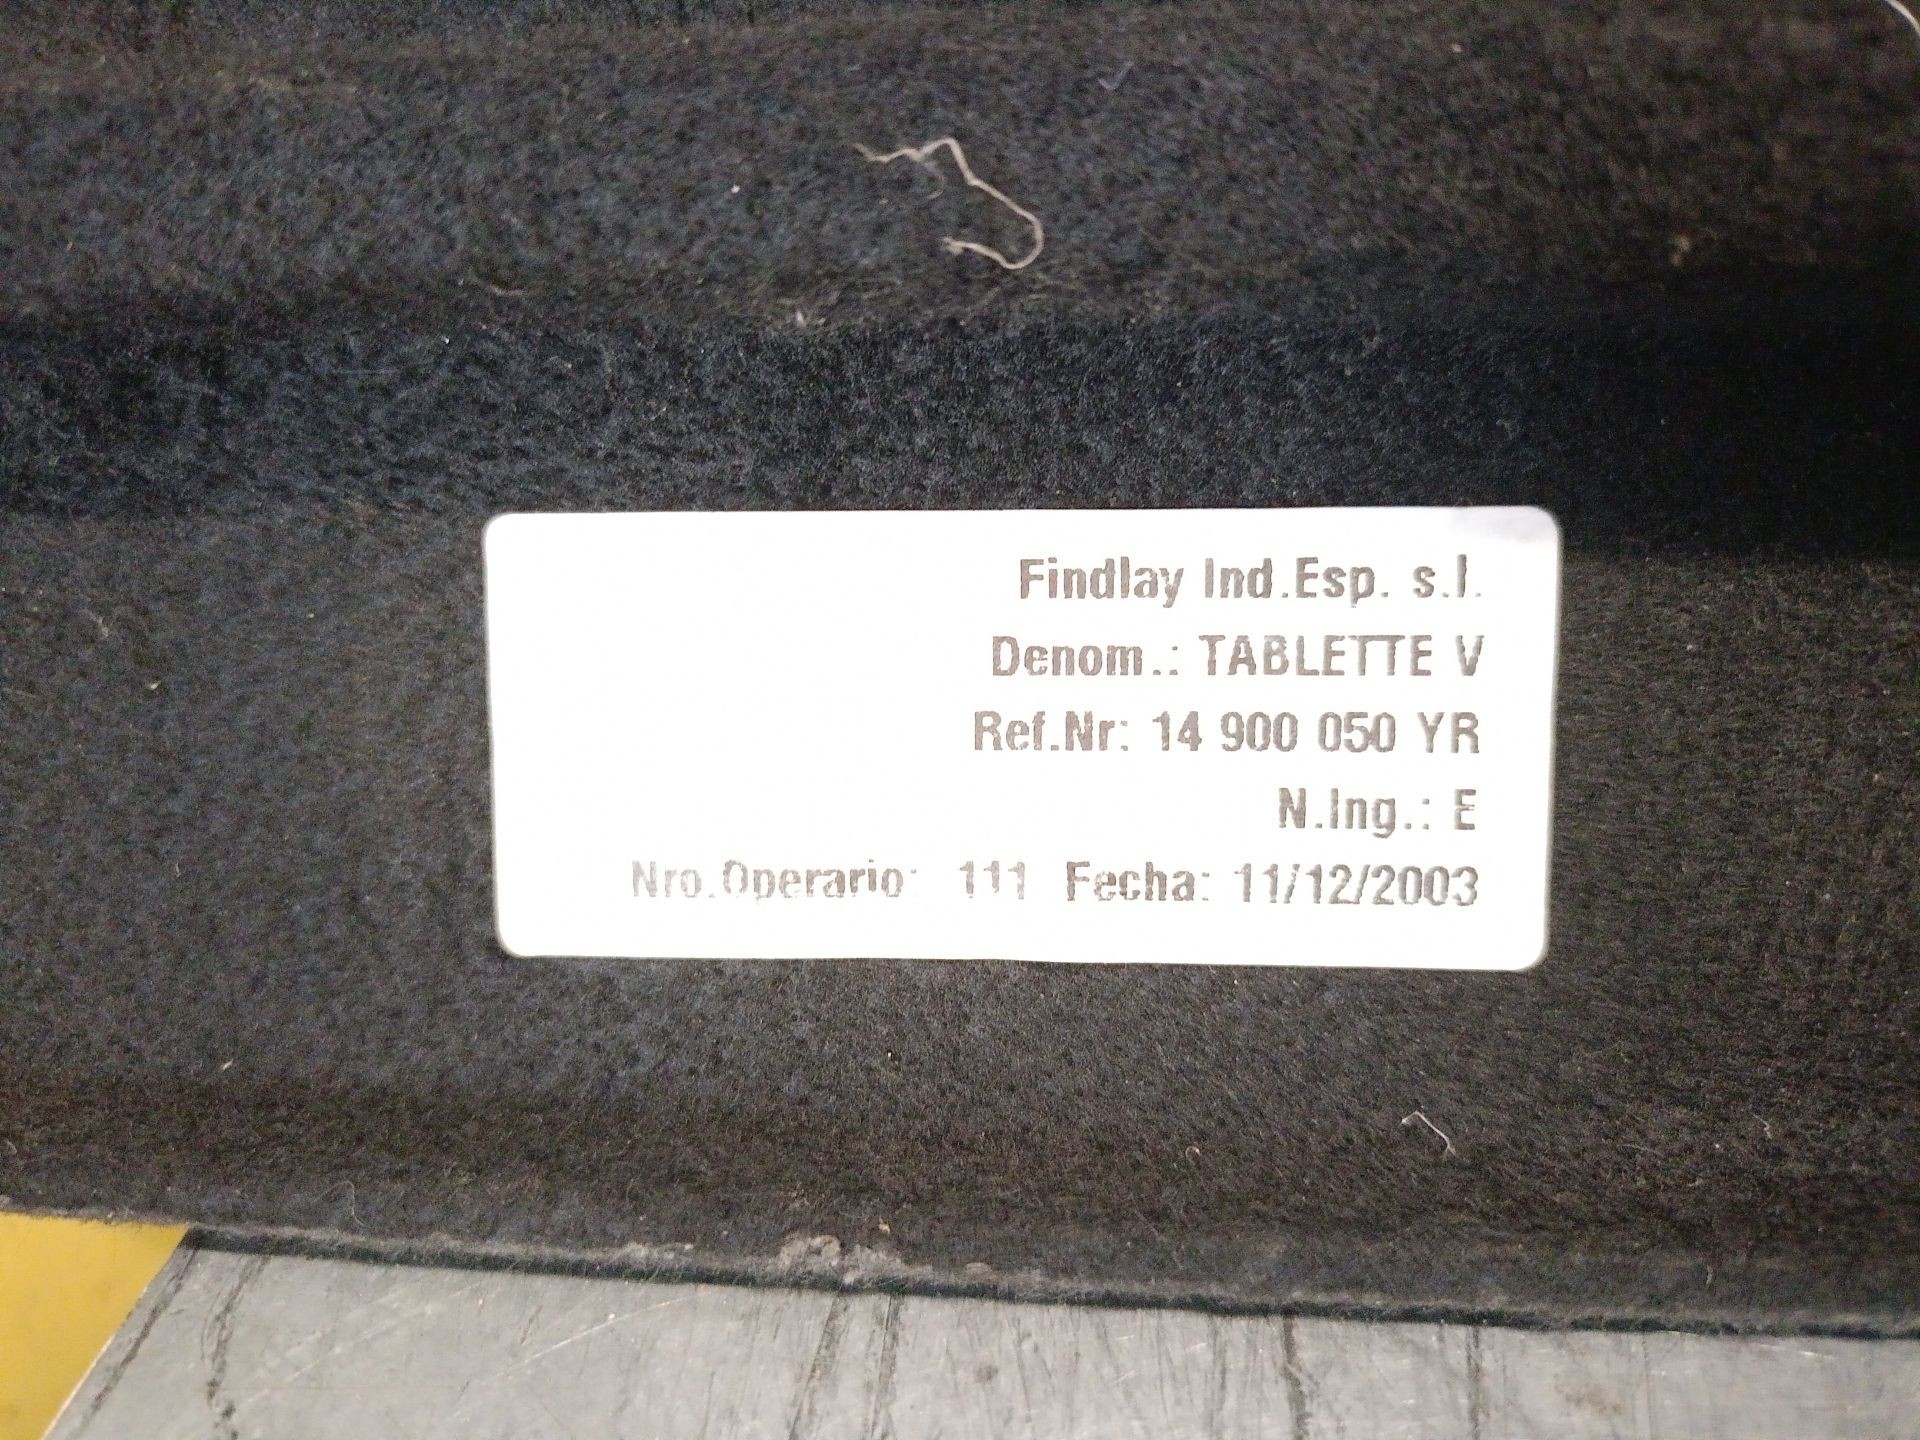 Findlay Ind.Esp. s.l.
Denom.: TABLETTE V
Ref.Nr: 14 900 050 YR
N.Ing.: E
Nro.Operario: 111 Fecha: 11/12/2003